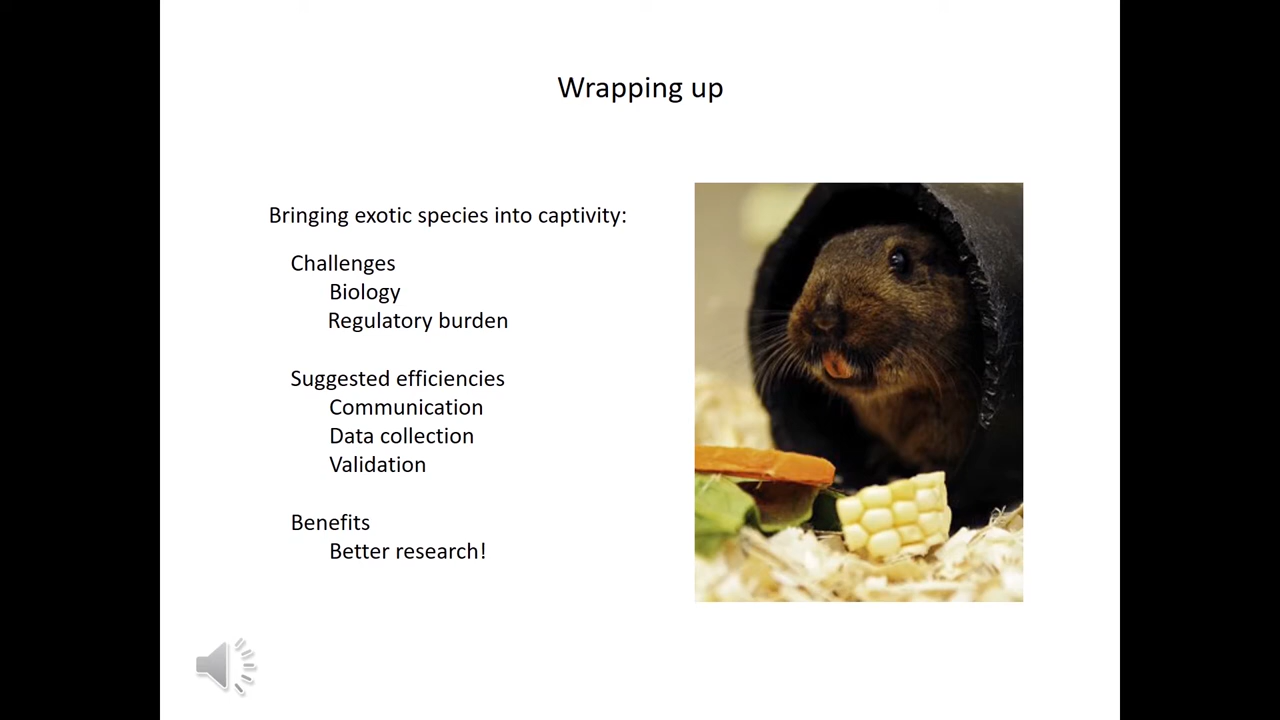 Wrapping up
Bringing exotic species into captivity:
Challenges
Biology
Regulatory burden
Suggested efficiencies
Communication
Data collection
Validation
Benefits
Better research!